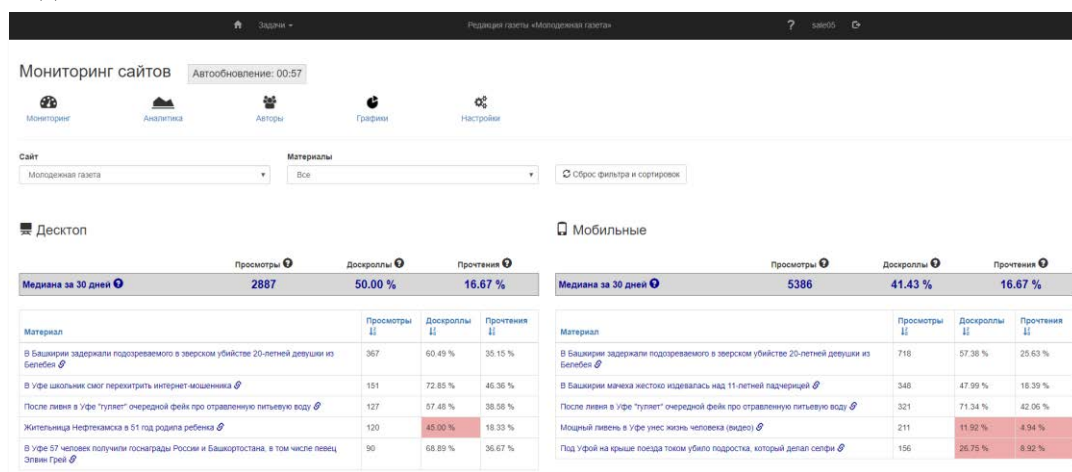 Задачи
Редакция газеты «Молодежная газета»
? sale05
Мониторинг сайтов
Автообновление: 00:57
Мониторинг Аналитика Авторы Графики Настройки
Сайт Материалы
Молодежная газета Все Сброс фильтра и сортировок
Десктоп
Просмотры ? Доскроллы ? Прочтения ?
Медиана за 30 дней ? 2887 50.00 % 16.67 %
Материал Просмотры Доскроллы Прочтения
В Башкирии задержали подозреваемого в зверском убийстве 20-летней девушки из
Белебея 367 60.49 % 35.15 %
В Уфе школьник смог перехитрить интернет-мошенника 151 72.85 % 46.36 %
После ливня в Уфе "гуляет" очередной фейк про отравленную питьевую воду 127 57.48 % 38.58 %
Жительница Нефтекамска в 51 год родила ребенка 120 45.00 % 18.33 %
В Уфе 57 человек получили госнаграды России и Башкортостана, в том числе певец
Элвин Грей 90 68.89 % 36.67 %
Мобильные
Просмотры ? Доскроллы ? Прочтения ?
Медиана за 30 дней ? 5386 41.43 % 16.67 %
Материал Просмотры Доскроллы Прочтения
В Башкирии задержали подозреваемого в зверском убийстве 20-летней девушки из
Белебея 718 57.38 % 25.63 %
В Башкирии мачеха жестоко издевалась над 11-летней падчерицей 348 47.99 % 18.39 %
После ливня в Уфе "гуляет" очередной фейк про отравленную питьевую воду 321 71.34 % 42.06 %
Мощный ливень в Уфе унес жизнь человека (видео) 211 11.92 % 4.94 %
Под Уфой на крыше поезда током убило подростка, который делал селфи 156 26.75 % 8.92 %